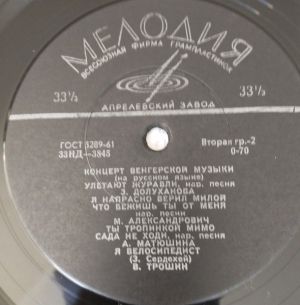 МЕЛОДИЯ
ВСЕСОЮЗНАЯ ФИРМА ГРАМПЛАСТИНОК
33⅓ 33⅓
АПРЕЛЕВСКИЙ ЗАВОД
ГОСТ 5289-61 Вторая гр.-2
33НД—3845 0-70
КОНЦЕРТ ВЕНГЕРСКОЙ МУЗЫКИ
(на русском языке)
УЛЕТАЮТ ЖУРАВЛИ, нар. песня
З. ДОЛУХАНОВА
Я НАПРАСНО ВЕРИЛ МИЛОЙ
ЧТО БЕЖИШЬ ТЫ ОТ МЕНЯ
нар. песни
М. АЛЕКСАНДРОВИЧ
ТЫ ТРОПИНКОЙ МИМО
САДА НЕ ХОДИ, нар. песня
А. МАТЮШИНА
Я ВЕЛОСИПЕДИСТ
(З. Сердехей)
В. ТРОШИН